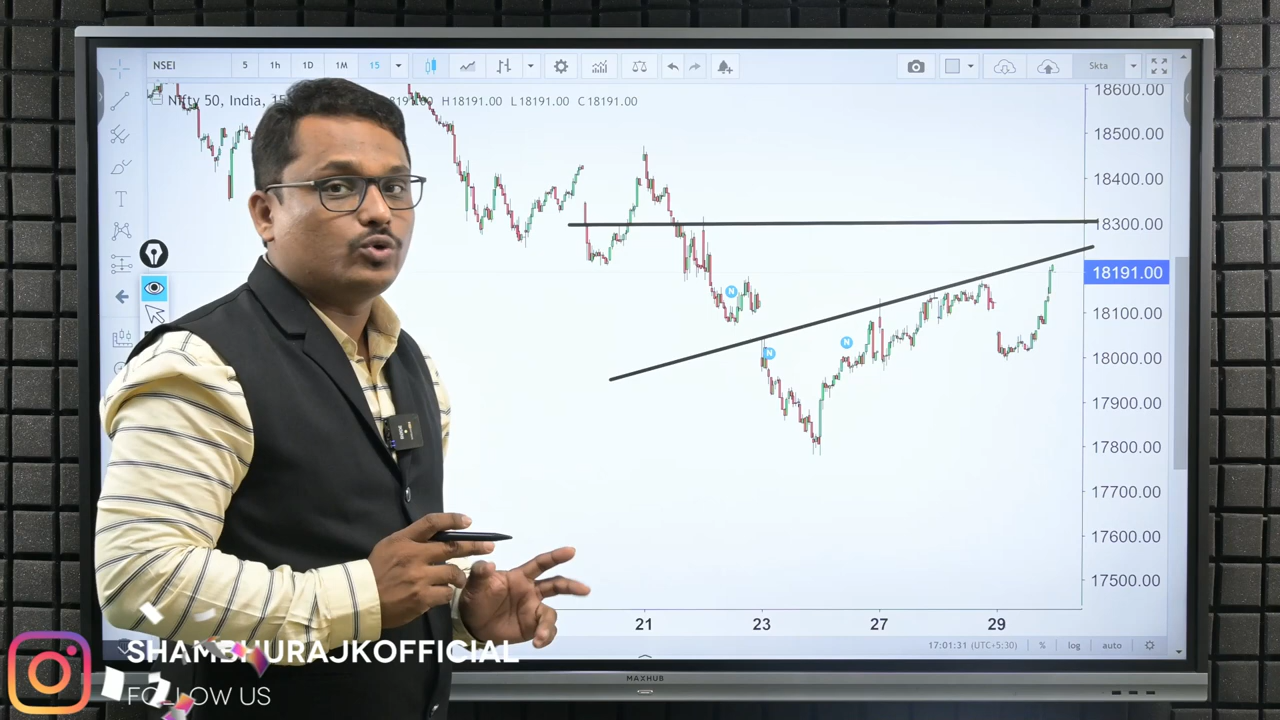 NSEI 5 1h 1D 1M 15 Skta
Nifty 50, India, 15 H18191.00 L18191.00 C18191.00
18600.00
18500.00
18400.00
18300.00
18191.00
18100.00
18000.00
17900.00
17800.00
17700.00
17600.00
17500.00
N
N
N
21 23 27 29
17:01:31 (UTC+5:30) % log auto
MAXHUB
SHAMBHURAJKOFFICIAL
FOLLOW US